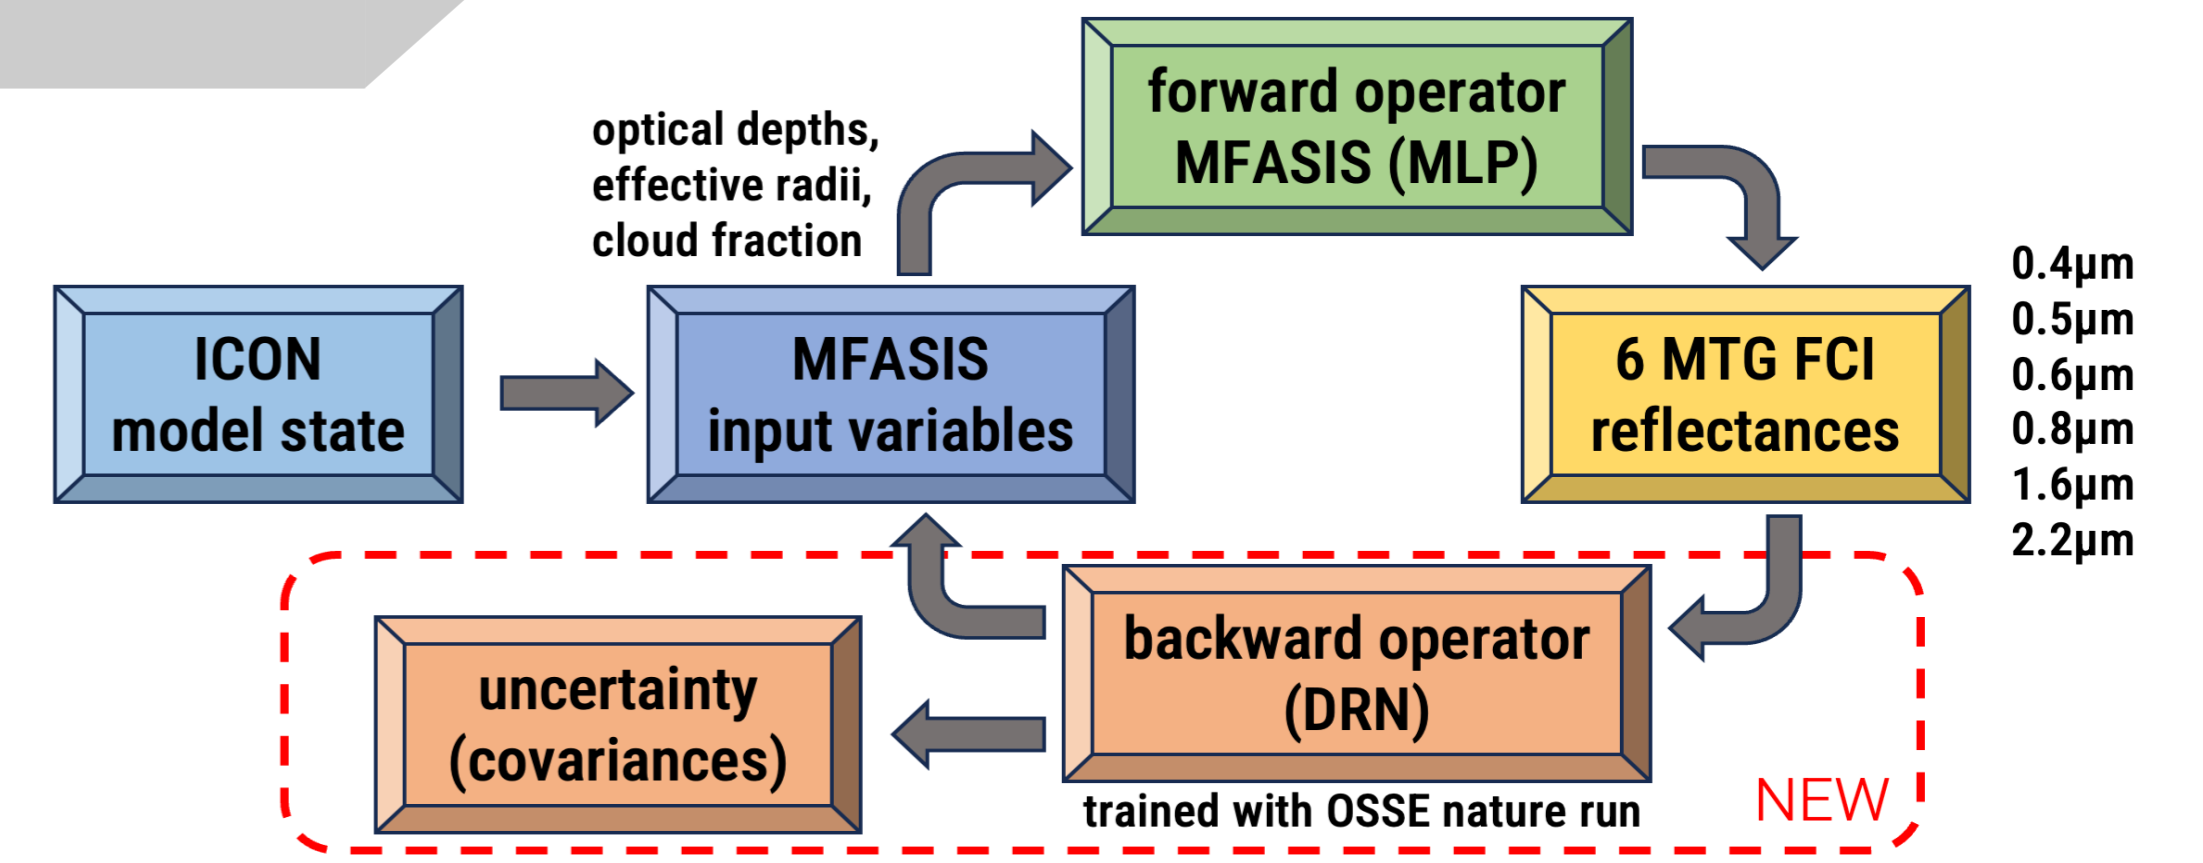 forward operator
MFASIS (MLP)
optical depths,
effective radii,
cloud fraction
ICON
model state
MFASIS
input variables
6 MTG FCI
reflectances
0.4µm
0.5µm
0.6µm
0.8µm
1.6µm
2.2µm
backward operator
(DRN)
uncertainty
(covariances)
trained with OSSE nature run
NEW